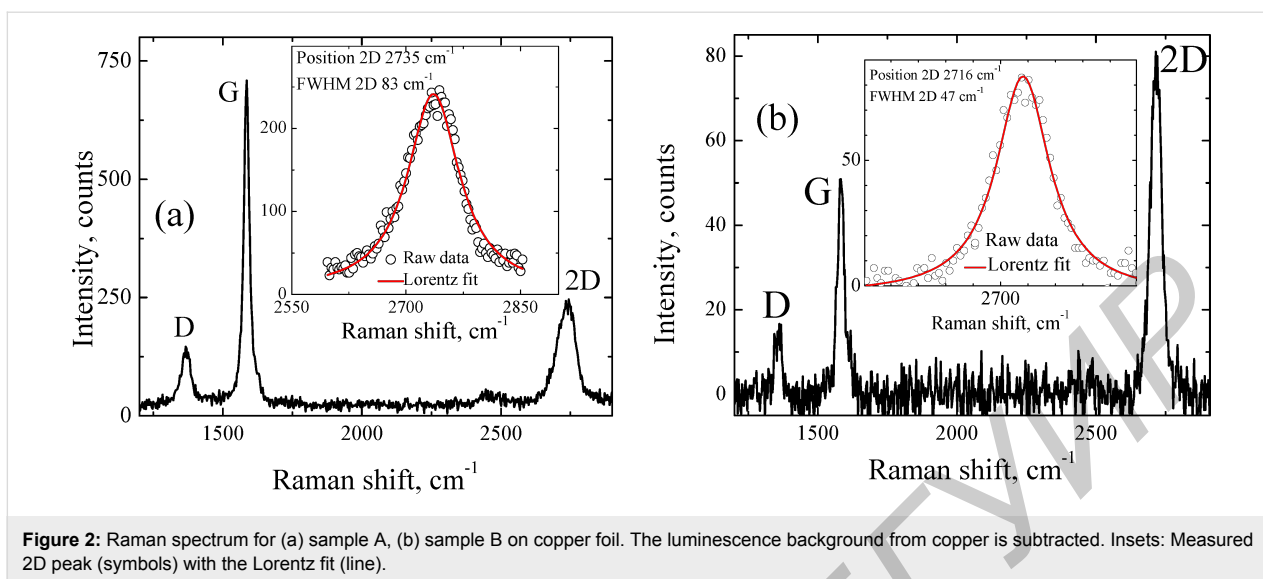 750
500
250
0
Intensity, counts
(a)
D
G
2D
1500
2000
2500
Raman shift, cm-1
Position 2D 2735 cm-1
FWHM 2D 83 cm-1
200
100
0
Raw data
Lorentz fit
2550
2700
2850
Raman shift, cm-1
80
60
40
20
0
Intensity, counts
(b)
D
G
2D
1500
2000
2500
Raman shift, cm-1
Position 2D 2716 cm-1
FWHM 2D 47 cm-1
50
0
Raw data
Lorentz fit
2700
Raman shift, cm-1
ГУИР
Figure 2: Raman spectrum for (a) sample A, (b) sample B on copper foil. The luminescence background from copper is subtracted. Insets: Measured
2D peak (symbols) with the Lorentz fit (line).